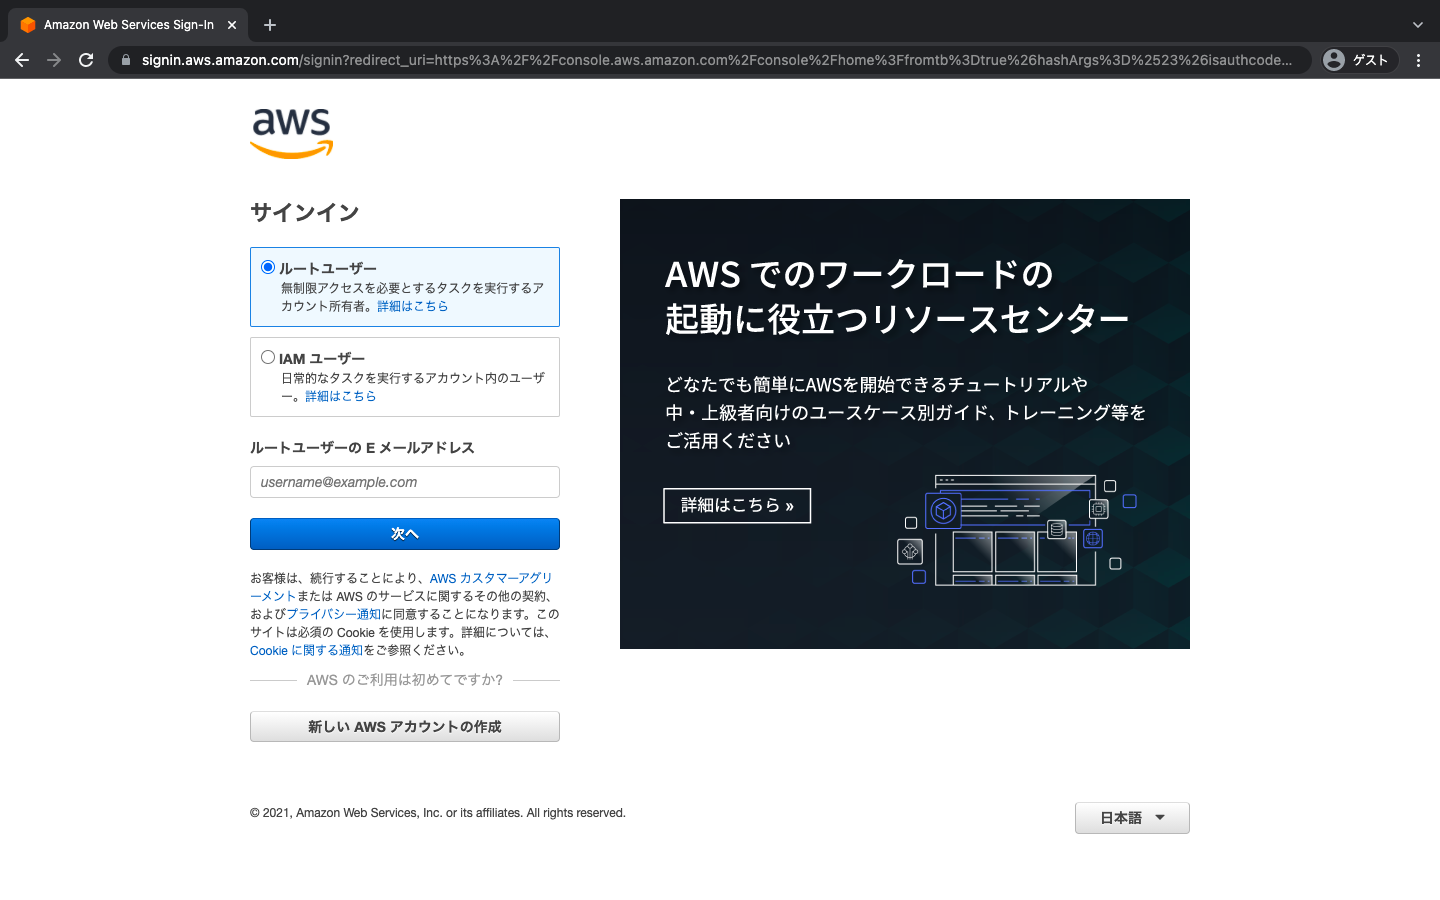 Amazon Web Services Sign-In
signin.aws.amazon.com/signin?redirect_uri=https%3A%2F%2Fconsole.aws.amazon.com%2Fconsole%2Fhome%3Ffromtb%3Dtrue%26hashArgs%3D%2523%26isauthcode...
ゲスト
aws
サインイン
ルートユーザー
無制限アクセスを必要とするタスクを実行するア
カウント所有者。詳細はこちら
IAM ユーザー
日常的なタスクを実行するアカウント内のユーザ
ー。詳細はこちら
ルートユーザーの E メールアドレス
username@example.com
次へ
お客様は、続行することにより、AWS カスタマーアグリ
ーメントまたは AWS のサービスに関するその他の契約、
およびプライバシー通知に同意することになります。この
サイトは必須の Cookie を使用します。詳細については、
Cookie に関する通知をご参照ください。
AWS のご利用は初めてですか?
新しい AWS アカウントの作成
AWS でのワークロードの
起動に役立つリソースセンター
どなたでも簡単にAWSを開始できるチュートリアルや
中・上級者向けのユースケース別ガイド、トレーニング等を
ご活用ください
詳細はこちら »
© 2021, Amazon Web Services, Inc. or its affiliates. All rights reserved.
日本語